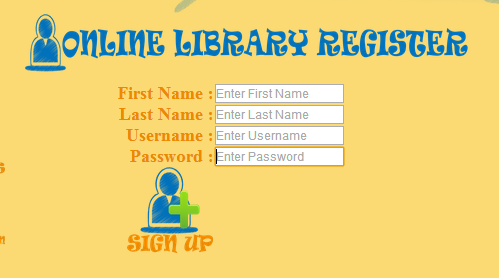 ONLINE LIBRARY REGISTER
First Name : Enter First Name
Last Name : Enter Last Name
Username : Enter Username
Password : Enter Password
SIGN UP